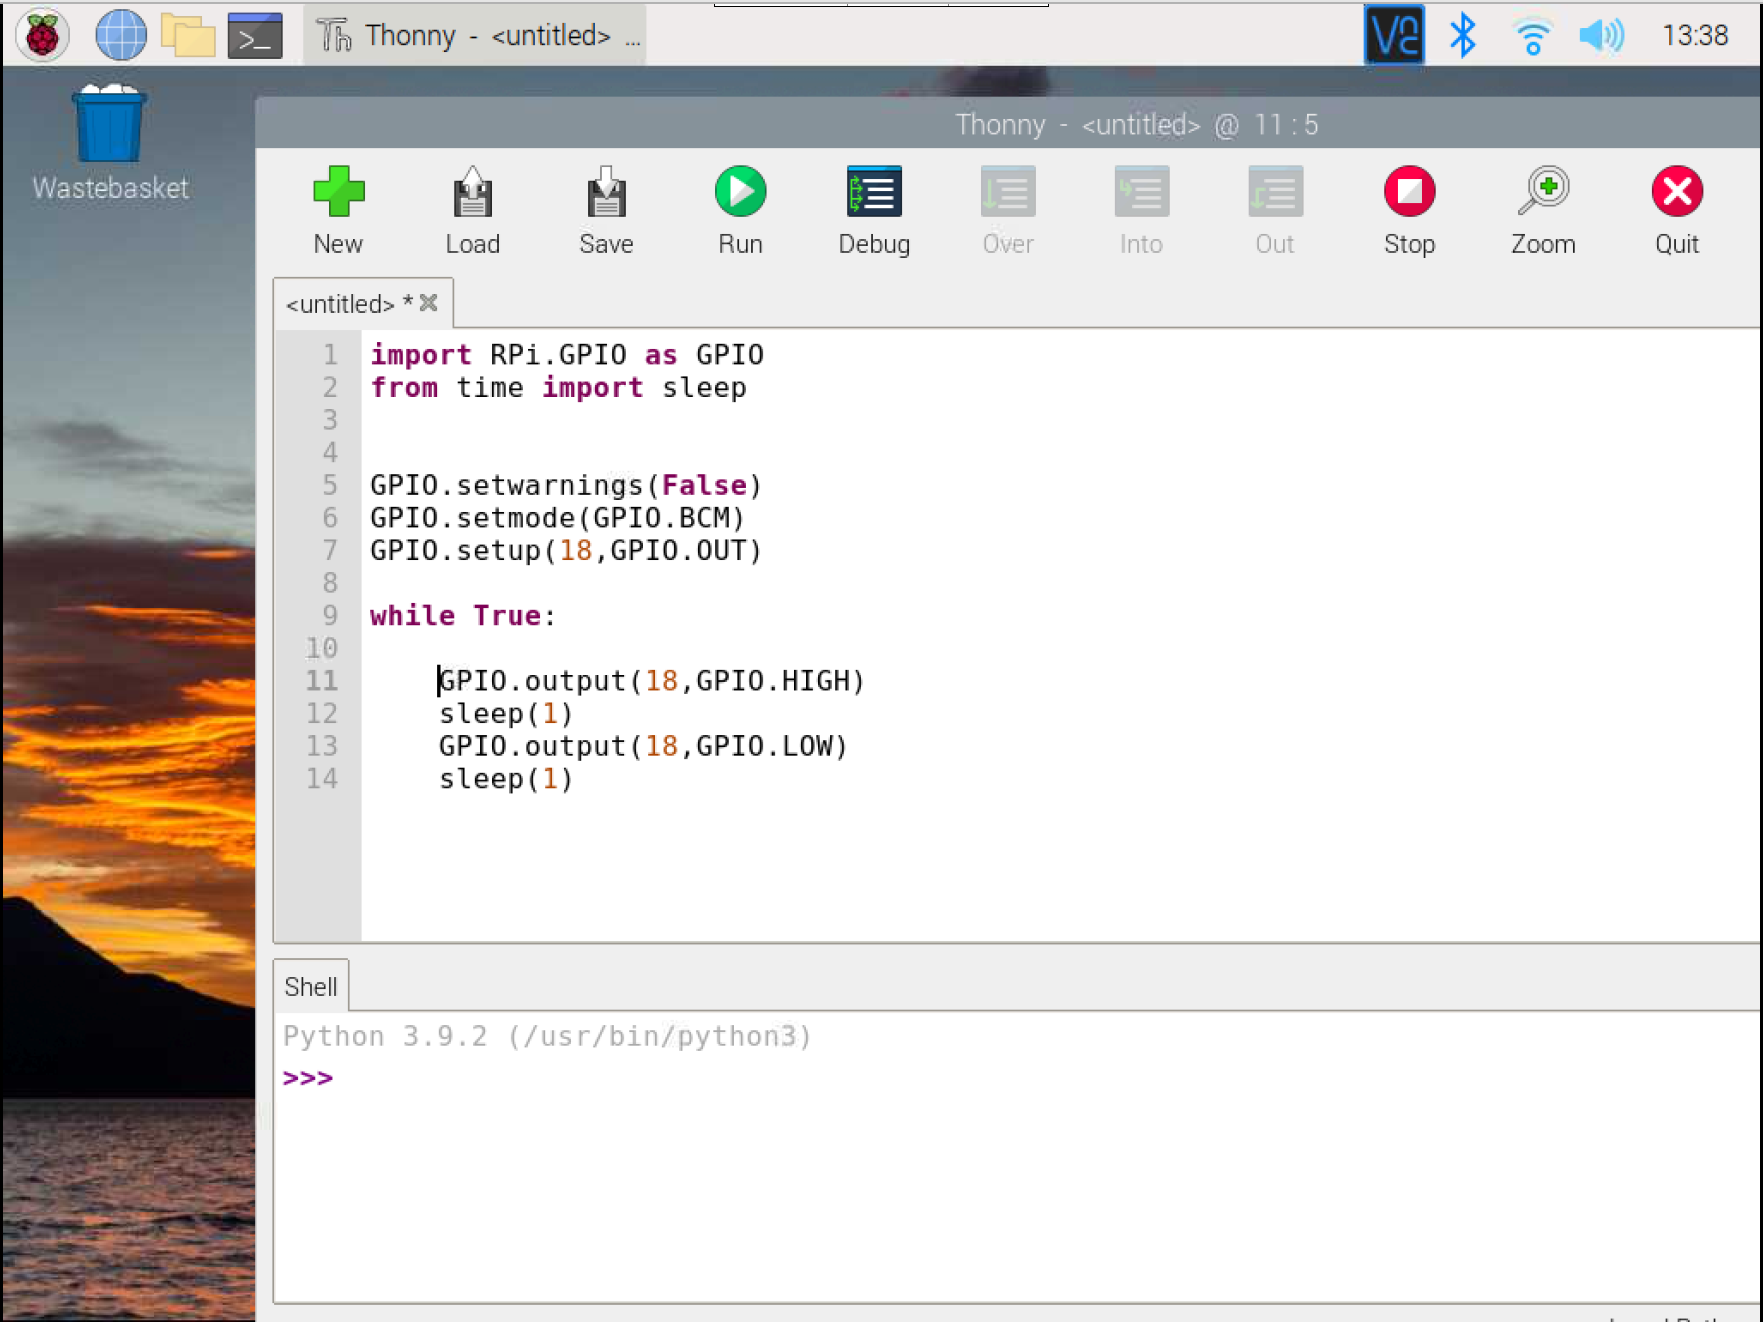 Thonny - <untitled> ...
13:38
Wastebasket
Thonny - <untitled> @ 11 : 5
New Load Save Run Debug Over Into Out Stop Zoom Quit
<untitled> *
1 import RPi.GPIO as GPIO
2 from time import sleep
3
4
5 GPIO.setwarnings(False)
6 GPIO.setmode(GPIO.BCM)
7 GPIO.setup(18,GPIO.OUT)
8
9 while True:
10
11     GPIO.output(18,GPIO.HIGH)
12     sleep(1)
13     GPIO.output(18,GPIO.LOW)
14     sleep(1)
Shell
Python 3.9.2 (/usr/bin/python3)
>>>